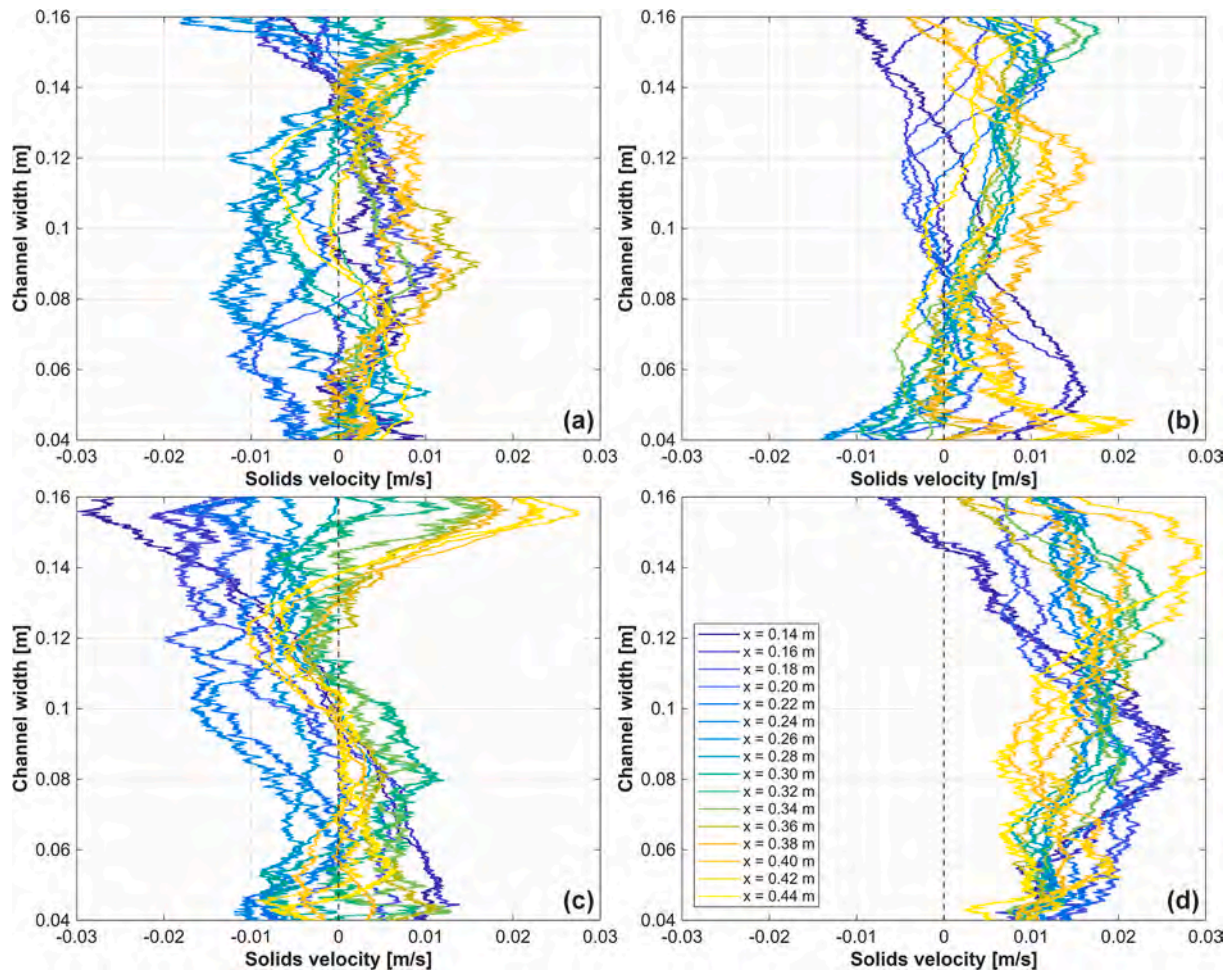 0.16
0.14
0.12
0.1
0.08
0.06
0.04
Channel width [m]
-0.03 -0.02 -0.01 0 0.01 0.02 0.03
Solids velocity [m/s]
(a)
0.16
0.14
0.12
0.1
0.08
0.06
0.04
Channel width [m]
-0.03 -0.02 -0.01 0 0.01 0.02 0.03
Solids velocity [m/s]
(b)
0.16
0.14
0.12
0.1
0.08
0.06
0.04
Channel width [m]
-0.03 -0.02 -0.01 0 0.01 0.02 0.03
Solids velocity [m/s]
(c)
0.16
0.14
0.12
0.1
0.08
0.06
0.04
Channel width [m]
x = 0.14 m
x = 0.16 m
x = 0.18 m
x = 0.20 m
x = 0.22 m
x = 0.24 m
x = 0.26 m
x = 0.28 m
x = 0.30 m
x = 0.32 m
x = 0.34 m
x = 0.36 m
x = 0.38 m
x = 0.40 m
x = 0.42 m
x = 0.44 m
-0.03 -0.02 -0.01 0 0.01 0.02 0.03
Solids velocity [m/s]
(d)